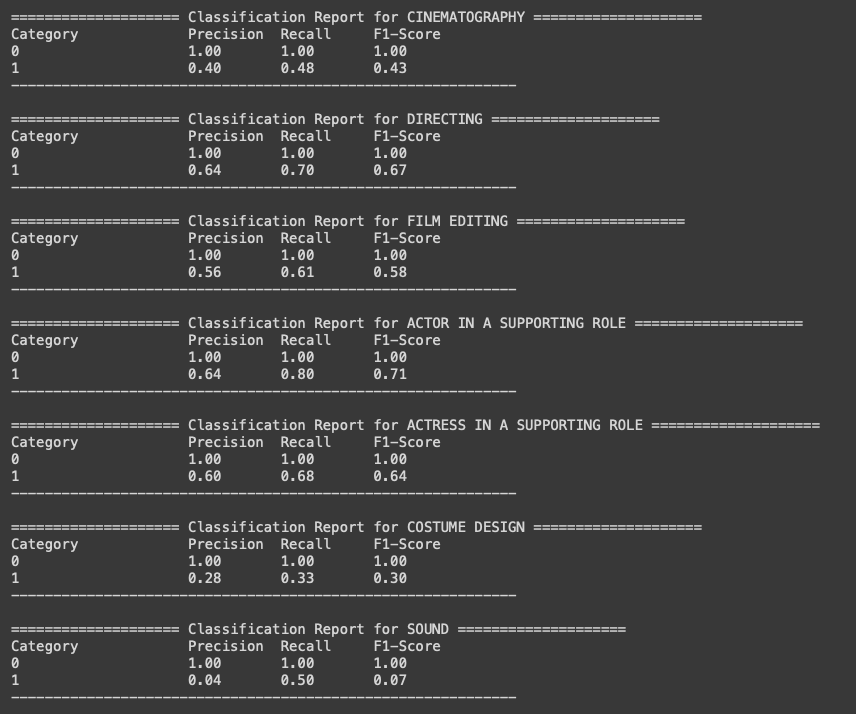 ==================== Classification Report for CINEMATOGRAPHY ====================
Category             Precision  Recall     F1-Score
0                    1.00       1.00       1.00
1                    0.40       0.48       0.43
------------------------------------------------------------
==================== Classification Report for DIRECTING ====================
Category             Precision  Recall     F1-Score
0                    1.00       1.00       1.00
1                    0.64       0.70       0.67
------------------------------------------------------------
==================== Classification Report for FILM EDITING ====================
Category             Precision  Recall     F1-Score
0                    1.00       1.00       1.00
1                    0.56       0.61       0.58
------------------------------------------------------------
==================== Classification Report for ACTOR IN A SUPPORTING ROLE ====================
Category             Precision  Recall     F1-Score
0                    1.00       1.00       1.00
1                    0.64       0.80       0.71
------------------------------------------------------------
==================== Classification Report for ACTRESS IN A SUPPORTING ROLE ====================
Category             Precision  Recall     F1-Score
0                    1.00       1.00       1.00
1                    0.60       0.68       0.64
------------------------------------------------------------
==================== Classification Report for COSTUME DESIGN ====================
Category             Precision  Recall     F1-Score
0                    1.00       1.00       1.00
1                    0.28       0.33       0.30
------------------------------------------------------------
==================== Classification Report for SOUND ====================
Category             Precision  Recall     F1-Score
0                    1.00       1.00       1.00
1                    0.04       0.50       0.07
------------------------------------------------------------